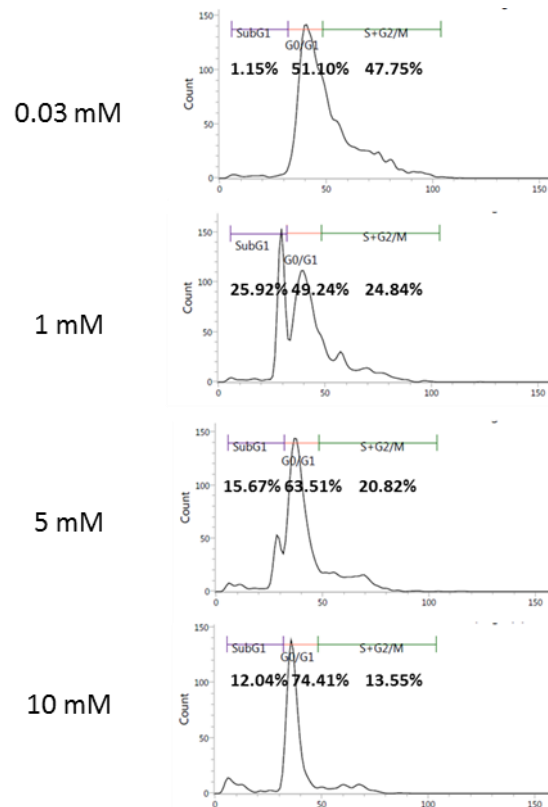 0.03 mM
SubG1 G0/G1 S+G2/M
1.15% 51.10% 47.75%
Count
150
100
50
0
0 50 100 150
1 mM
SubG1 G0/G1 S+G2/M
25.92% 49.24% 24.84%
Count
150
100
50
0
0 50 100 150
5 mM
SubG1 G0/G1 S+G2/M
15.67% 63.51% 20.82%
Count
150
100
50
0
0 50 100 150
10 mM
SubG1 G0/G1 S+G2/M
12.04% 74.41% 13.55%
Count
150
100
50
0
0 50 100 150